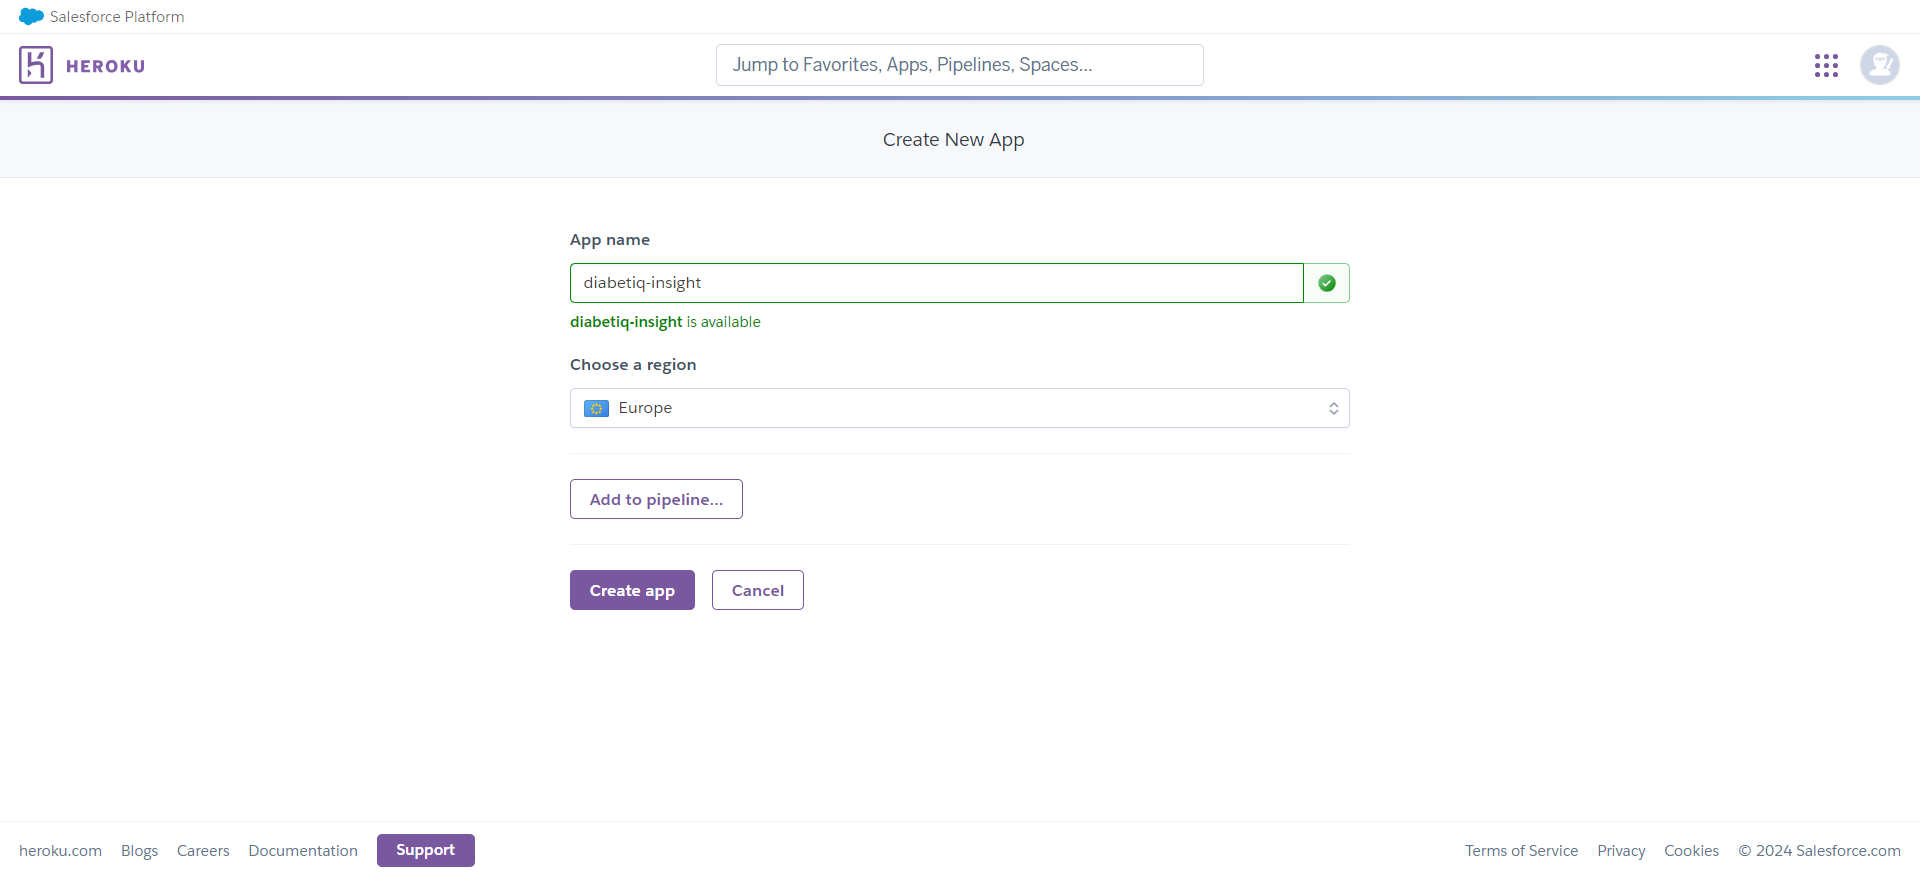 Salesforce Platform
HEROKU
Jump to Favorites, Apps, Pipelines, Spaces...
Create New App
App name
diabetiq-insight
diabetiq-insight is available
Choose a region
Europe
Add to pipeline...
Create app Cancel
heroku.com Blogs Careers Documentation Support Terms of Service Privacy Cookies © 2024 Salesforce.com